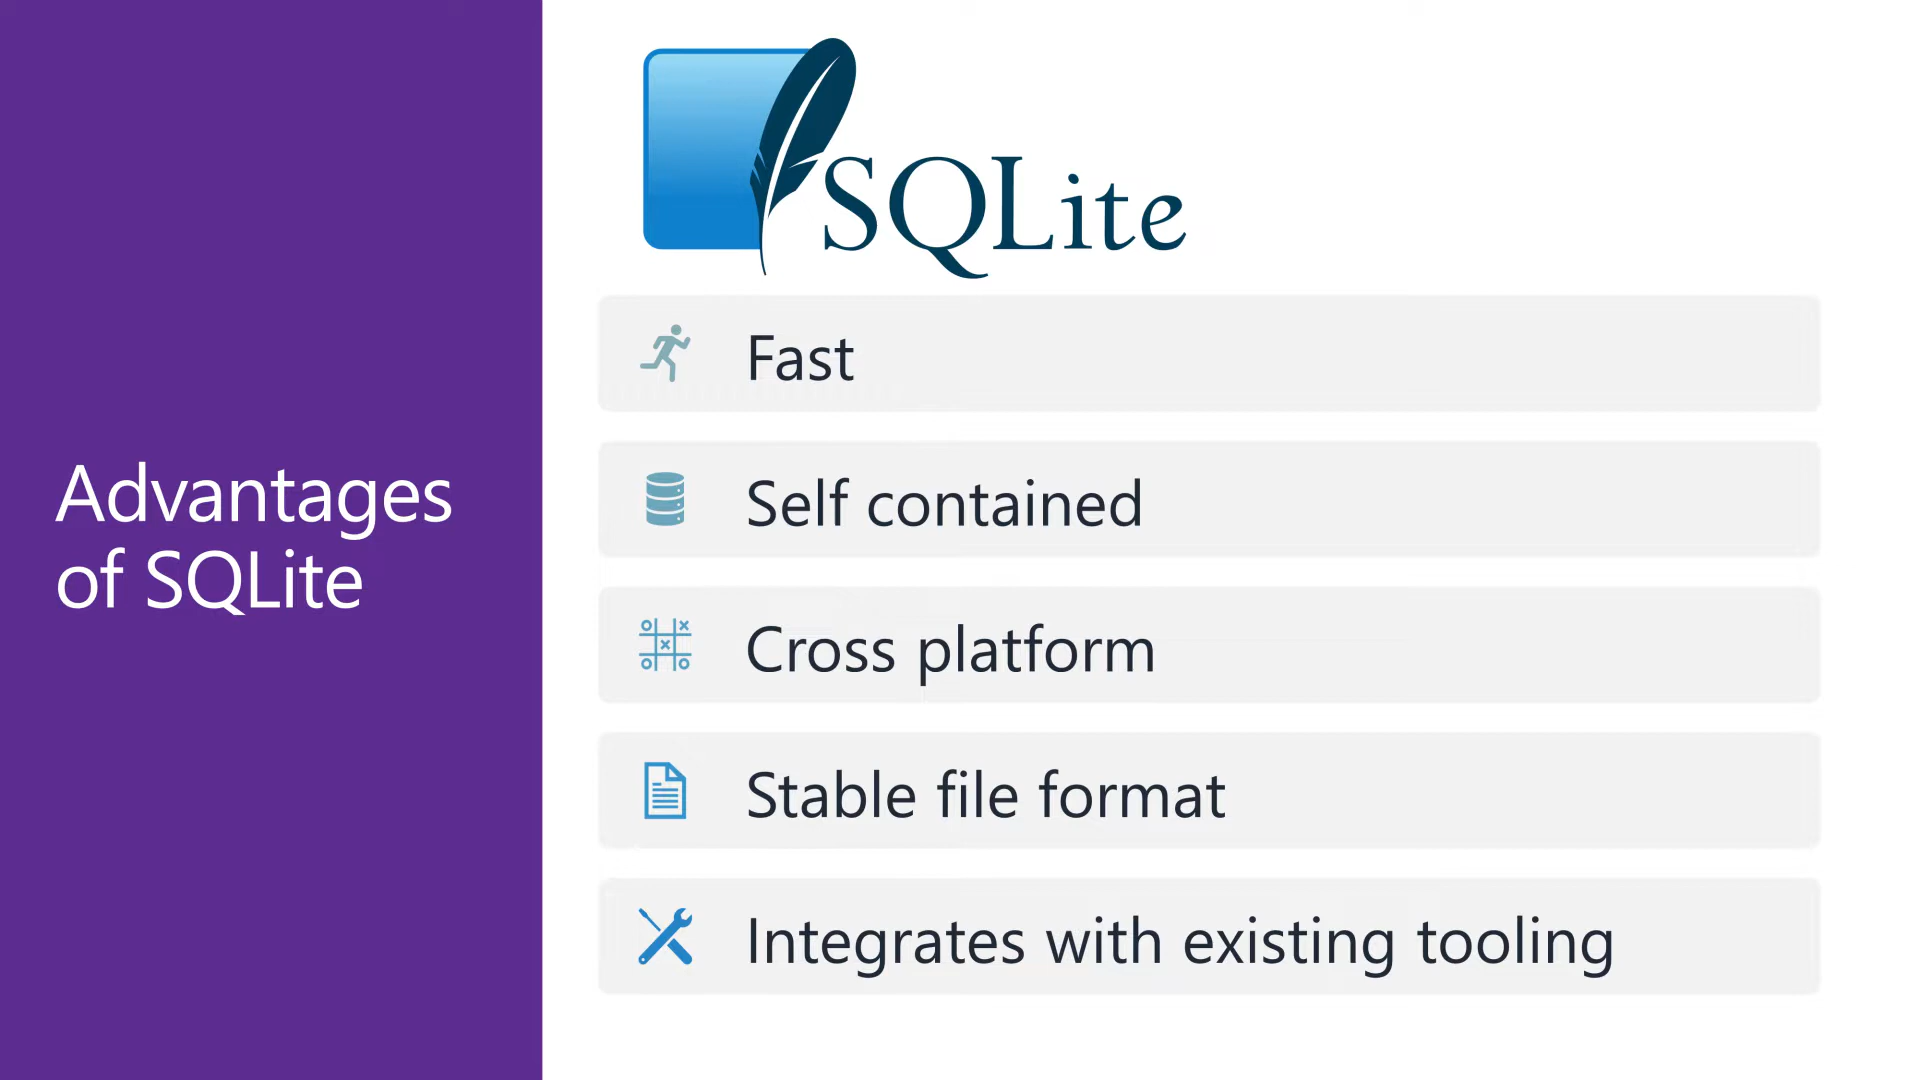 Advantages
of SQLite
SQLite
Fast
Self contained
Cross platform
Stable file format
Integrates with existing tooling